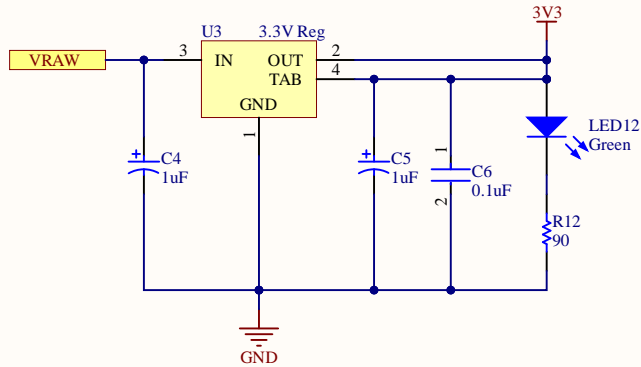 3V3
U3 3.3V Reg
VRAW
3
IN
OUT
2
TAB
4
GND
1
C4
1uF
C5
1uF
1
C6
0.1uF
2
LED12
Green
R12
90
GND